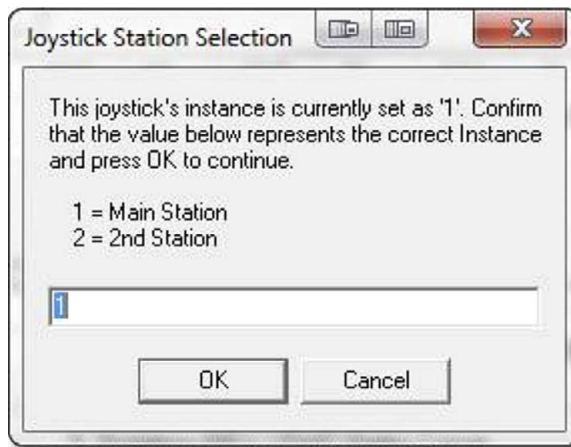 Joystick Station Selection
This joystick's instance is currently set as '1'. Confirm
that the value below represents the correct Instance
and press OK to continue.
1 = Main Station
2 = 2nd Station
1
OK
Cancel